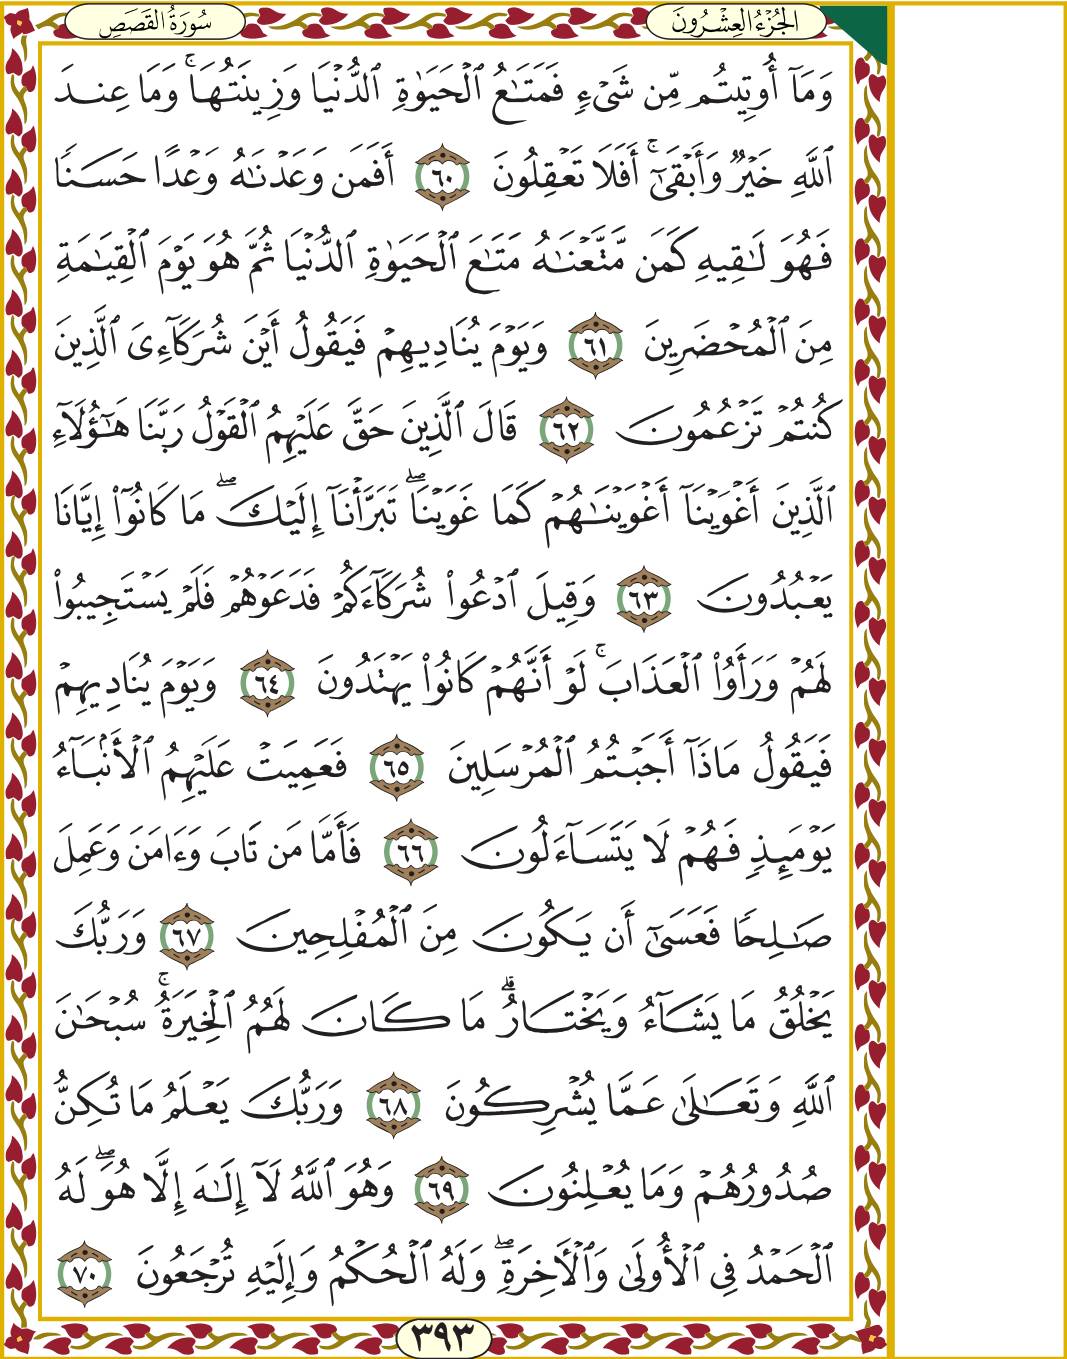 الجُزْءُ العِشْرُونَ
سُورَةُ القَصَصِ
وَمَآ أُوتِيتُم مِّن شَىْءٍ فَمَتَـٰعُ ٱلْحَيَوٰةِ ٱلدُّنْيَا وَزِينَتُهَا ۚ وَمَا عِندَ
ٱللَّهِ خَيْرٌ وَأَبْقَىٰٓ ۚ أَفَلَا تَعْقِلُونَ ٦٠ أَفَمَن وَعَدْنَـٰهُ وَعْدًا حَسَنًا
فَهُوَ لَـٰقِيهِ كَمَن مَّتَّعْنَـٰهُ مَتَـٰعَ ٱلْحَيَوٰةِ ٱلدُّنْيَا ثُمَّ هُوَ يَوْمَ ٱلْقِيَـٰمَةِ
مِنَ ٱلْمُحْضَرِينَ ٦١ وَيَوْمَ يُنَادِيهِمْ فَيَقُولُ أَيْنَ شُرَكَآءِىَ ٱلَّذِينَ
كُنتُمْ تَزْعُمُونَ ٦٢ قَالَ ٱلَّذِينَ حَقَّ عَلَيْهِمُ ٱلْقَوْلُ رَبَّنَا هَـٰٓؤُلَآءِ
ٱلَّذِينَ أَغْوَيْنَآ أَغْوَيْنَـٰهُمْ كَمَا غَوَيْنَا ۖ تَبَرَّأْنَآ إِلَيْكَ ۖ مَا كَانُوٓا۟ إِيَّانَا
يَعْبُدُونَ ٦٣ وَقِيلَ ٱدْعُوا۟ شُرَكَآءَكُمْ فَدَعَوْهُمْ فَلَمْ يَسْتَجِيبُوا۟
لَهُمْ وَرَأَوُا۟ ٱلْعَذَابَ ۚ لَوْ أَنَّهُمْ كَانُوا۟ يَهْتَدُونَ ٦٤ وَيَوْمَ يُنَادِيهِمْ
فَيَقُولُ مَاذَآ أَجَبْتُمُ ٱلْمُرْسَلِينَ ٦٥ فَعَمِيَتْ عَلَيْهِمُ ٱلْأَنۢبَآءُ
يَوْمَئِذٍ فَهُمْ لَا يَتَسَآءَلُونَ ٦٦ فَأَمَّا مَن تَابَ وَءَامَنَ وَعَمِلَ
صَـٰلِحًا فَعَسَىٰٓ أَن يَكُونَ مِنَ ٱلْمُفْلِحِينَ ٦٧ وَرَبُّكَ
يَخْلُقُ مَا يَشَآءُ وَيَخْتَارُ ۗ مَا كَانَ لَهُمُ ٱلْخِيَرَةُ ۚ سُبْحَـٰنَ
ٱللَّهِ وَتَعَـٰلَىٰ عَمَّا يُشْرِكُونَ ٦٨ وَرَبُّكَ يَعْلَمُ مَا تُكِنُّ
صُدُورُهُمْ وَمَا يُعْلِنُونَ ٦٩ وَهُوَ ٱللَّهُ لَآ إِلَـٰهَ إِلَّا هُوَ ۖ لَهُ
ٱلْحَمْدُ فِى ٱلْأُولَىٰ وَٱلْـَٔاخِرَةِ ۖ وَلَهُ ٱلْحُكْمُ وَإِلَيْهِ تُرْجَعُونَ ٧٠
٣٩٣